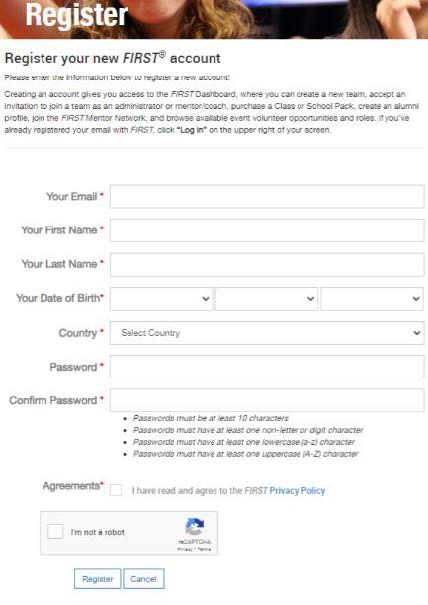 Register
Register your new FIRST® account
Please enter the information below to register a new account!
Creating an account gives you access to the FIRST Dashboard, where you can create a new team, accept an
invitation to join a team as an administrator or mentor/coach, purchase a Class or School Pack, create an alumni
profile, join the FIRST Mentor Network, and browse available event volunteer opportunities and roles. If you've
already registered your email with FIRST, click "Log in" on the upper right of your screen.
Your Email *
Your First Name *
Your Last Name *
Your Date of Birth*
Country * Select Country
Password *
Confirm Password *
• Passwords must be at least 10 characters
• Passwords must have at least one non-letter or digit character
• Passwords must have at least one lowercase (a-z) character
• Passwords must have at least one uppercase (A-Z) character
Agreements* I have read and agree to the FIRST Privacy Policy
I'm not a robot
reCAPTCHA
Privacy - Terms
Register Cancel